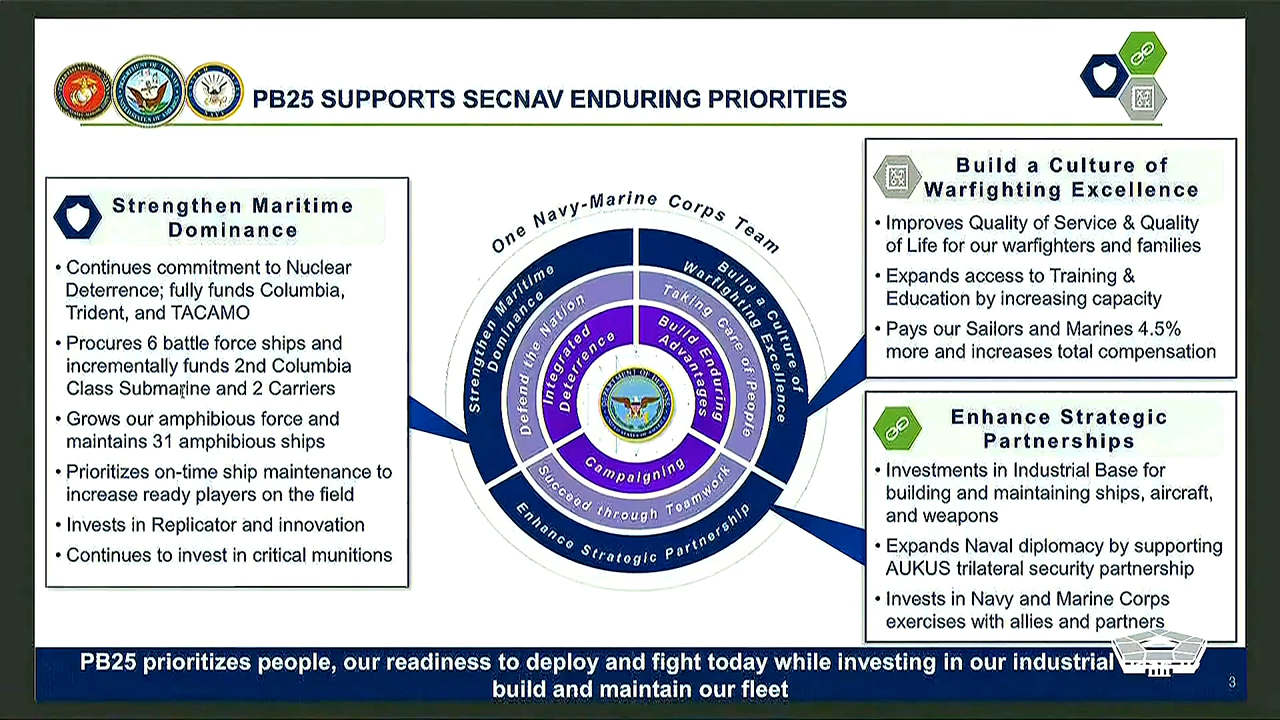 PB25 SUPPORTS SECNAV ENDURING PRIORITIES
Strengthen Maritime
Dominance
• Continues commitment to Nuclear
Deterrence; fully funds Columbia,
Trident, and TACAMO
• Procures 6 battle force ships and
incrementally funds 2nd Columbia
Class Submarine and 2 Carriers
• Grows our amphibious force and
maintains 31 amphibious ships
• Prioritizes on-time ship maintenance to
increase ready players on the field
• Invests in Replicator and innovation
• Continues to invest in critical munitions
One Navy-Marine Corps Team
Strengthen Maritime
Dominance
Build a Culture of
Warfighting Excellence
Defend the Nation
Taking Care of People
Integrated
Deterrence
Build Enduring
Advantages
Campaigning
Succeed through Teamwork
Enhance Strategic Partnership
Build a Culture of
Warfighting Excellence
• Improves Quality of Service & Quality
of Life for our warfighters and families
• Expands access to Training &
Education by increasing capacity
• Pays our Sailors and Marines 4.5%
more and increases total compensation
Enhance Strategic
Partnerships
• Investments in Industrial Base for
building and maintaining ships, aircraft,
and weapons
• Expands Naval diplomacy by supporting
AUKUS trilateral security partnership
• Invests in Navy and Marine Corps
exercises with allies and partners
PB25 prioritizes people, our readiness to deploy and fight today while investing in our industrial
build and maintain our fleet
3